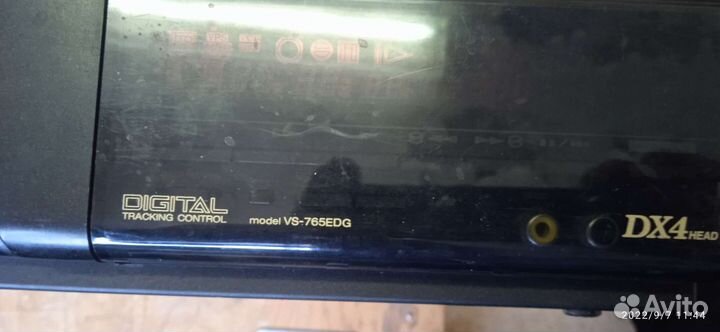 DIGITAL
TRACKING CONTROL
model VS-765EDG
DX4 HEAD
Avito
2022/9/7 11:44